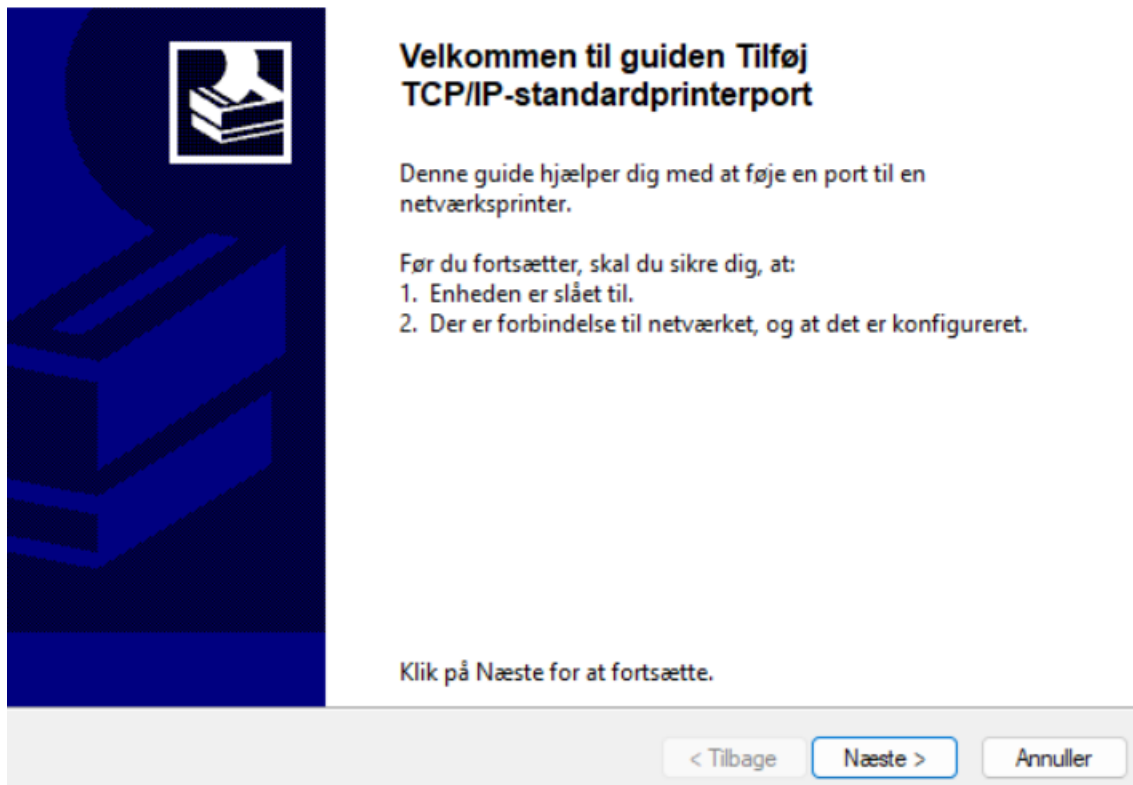 Velkommen til guiden Tilføj
TCP/IP-standardprinterport
Denne guide hjælper dig med at føje en port til en
netværksprinter.
Før du fortsætter, skal du sikre dig, at:
1. Enheden er slået til.
2. Der er forbindelse til netværket, og at det er konfigureret.
Klik på Næste for at fortsætte.
< Tilbage
Næste >
Annuller